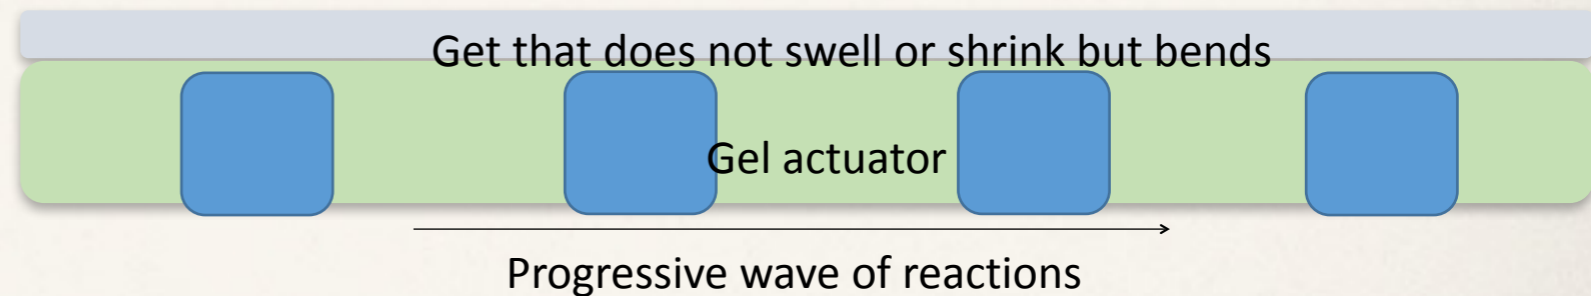 Get that does not swell or shrink but bends
Gel actuator
Progressive wave of reactions